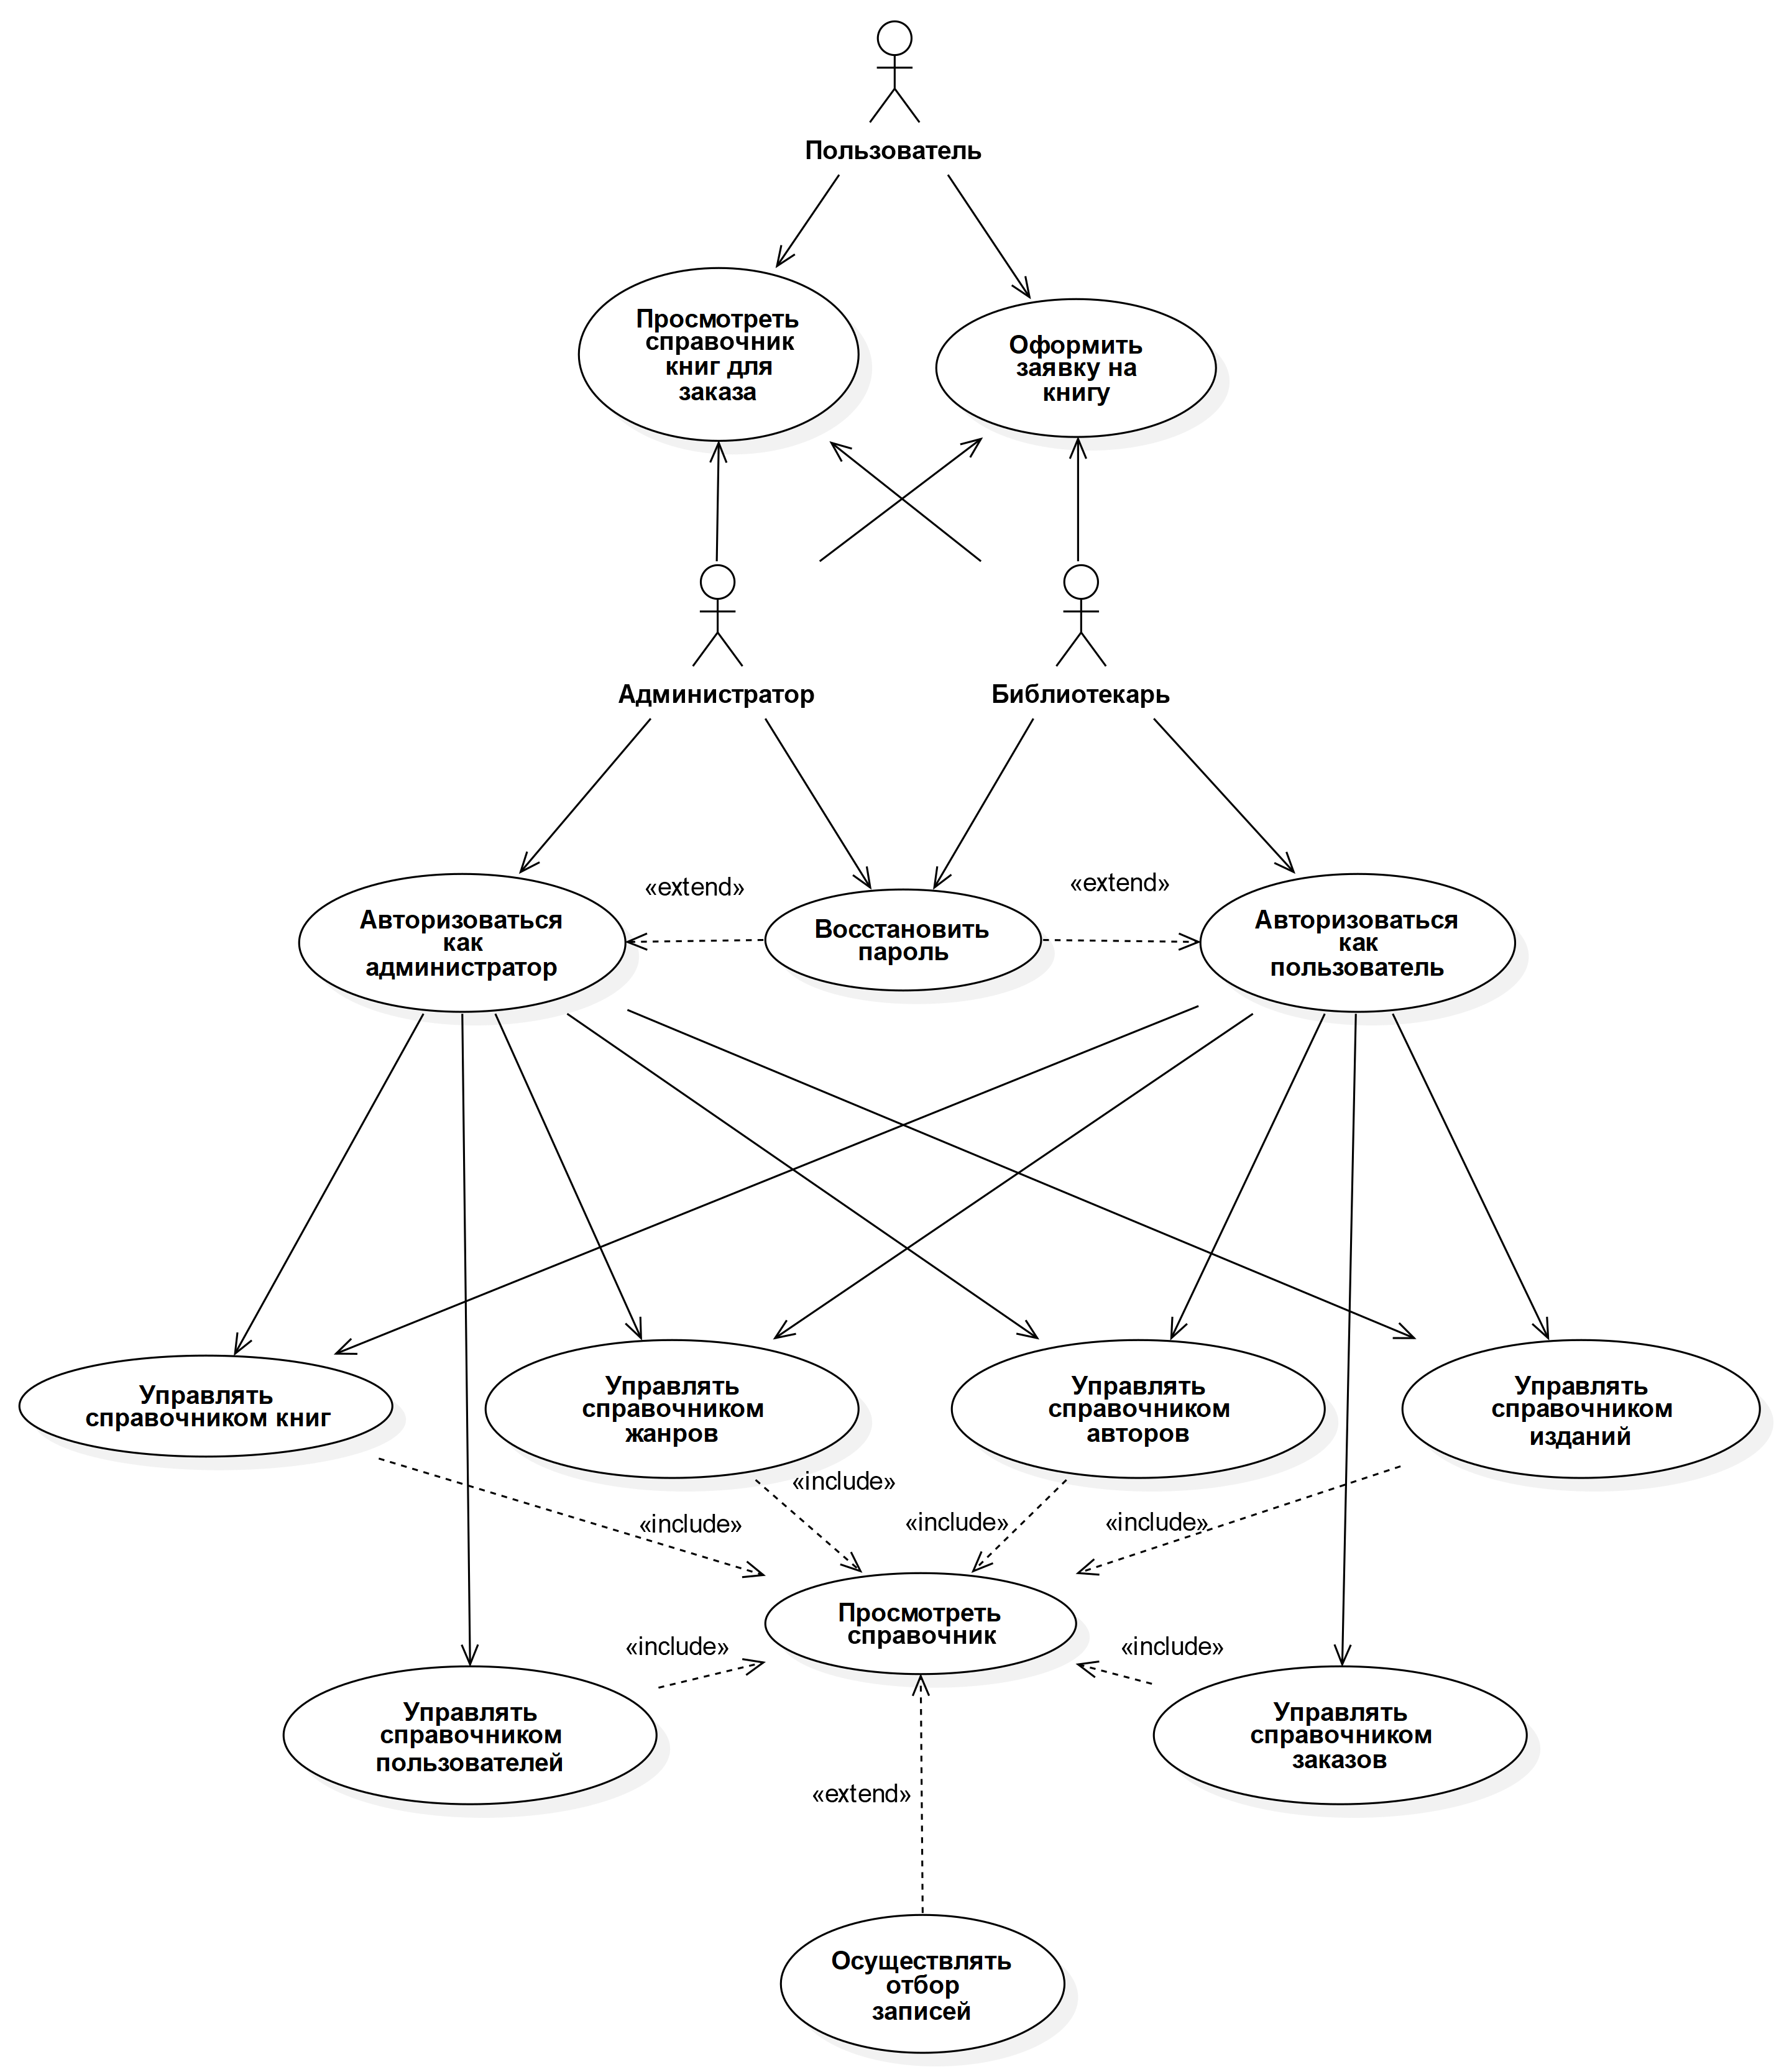 Пользователь
Просмотреть
справочник
книг для
заказа
Оформить
заявку на
книгу
Администратор
Библиотекарь
«extend»
«extend»
Авторизоваться
как
администратор
Восстановить
пароль
Авторизоваться
как
пользователь
Управлять
справочником книг
Управлять
справочником
жанров
Управлять
справочником
авторов
Управлять
справочником
изданий
«include»
«include»
«include»
«include»
Просмотреть
справочник
«include»
«include»
Управлять
справочником
пользователей
Управлять
справочником
заказов
«extend»
Осуществлять
отбор
записей